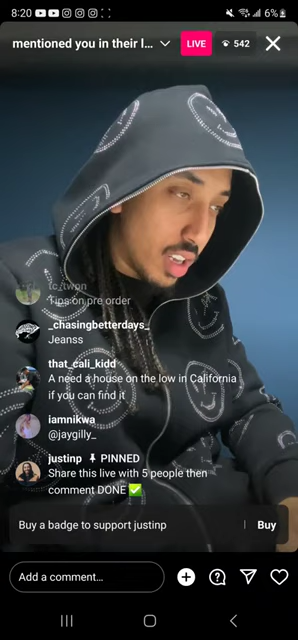 8:20
6%
mentioned you in their l...
LIVE
542
tc_twnn
Tips on pre order
_chasingbetterdays_
Jeanss
that_cali_kidd
A need a house on the low in California
if you can find it
iamnikwa
@jaygilly_
justinp PINNED
Share this live with 5 people then
comment DONE ✅
Buy a badge to support justinp
Buy
Add a comment...